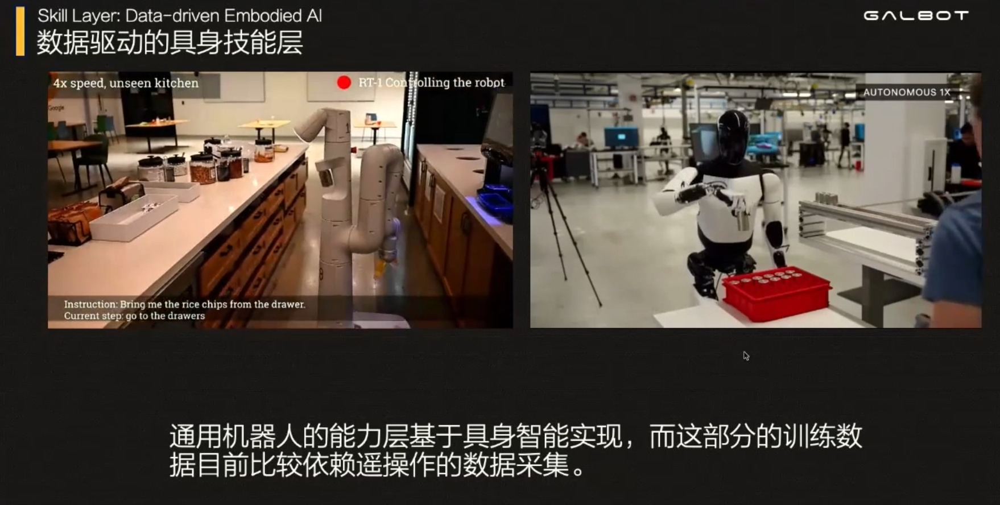 Skill Layer: Data-driven Embodied AI
数据驱动的具身技能层
GALBOT
4x speed, unseen kitchen
RT-1 Controlling the robot
Google
Instruction: Bring me the rice chips from the drawer.
Current step: go to the drawers
AUTONOMOUS 1X
通用机器人的能力层基于具身智能实现，而这部分的训练数
据目前比较依赖遥操作的数据采集。